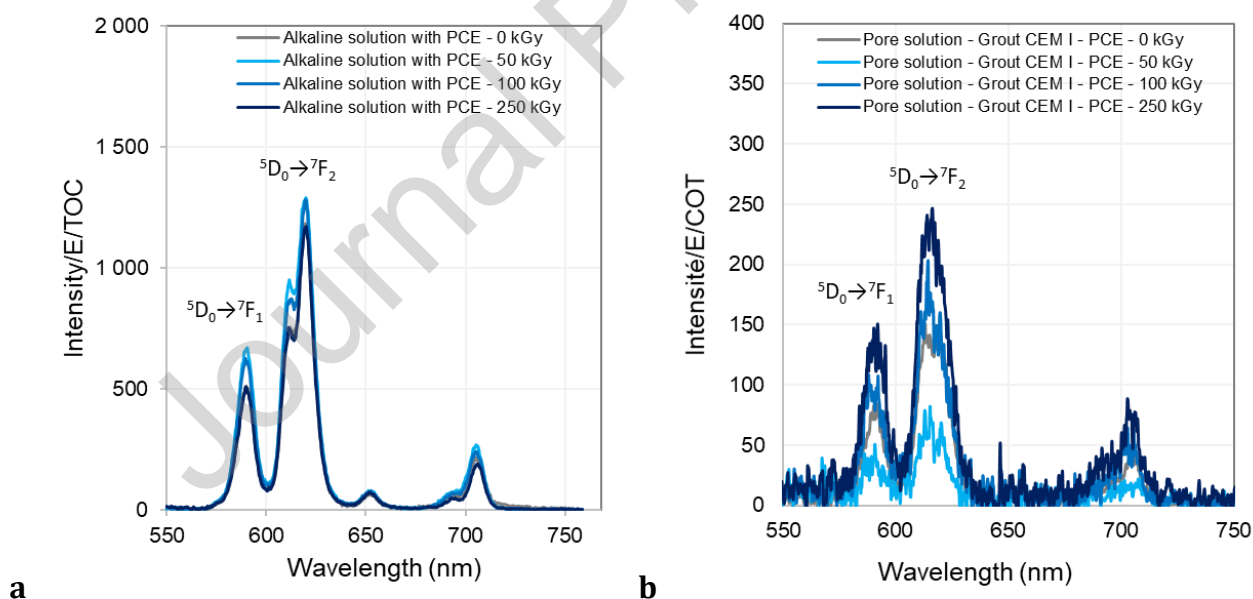 2 000
1 500
1 000
500
0
Intensity/E/TOC
Alkaline solution with PCE - 0 kGy
Alkaline solution with PCE - 50 kGy
Alkaline solution with PCE - 100 kGy
Alkaline solution with PCE - 250 kGy
⁵D₀→⁷F₂
⁵D₀→⁷F₁
550 600 650 700 750
Wavelength (nm)
a
400
350
300
250
200
150
100
50
0
Intensité/E/COT
Pore solution - Grout CEM I - PCE - 0 kGy
Pore solution - Grout CEM I - PCE - 50 kGy
Pore solution - Grout CEM I - PCE - 100 kGy
Pore solution - Grout CEM I - PCE - 250 kGy
⁵D₀→⁷F₂
⁵D₀→⁷F₁
550 600 650 700 750
Wavelength (nm)
b
Journal P